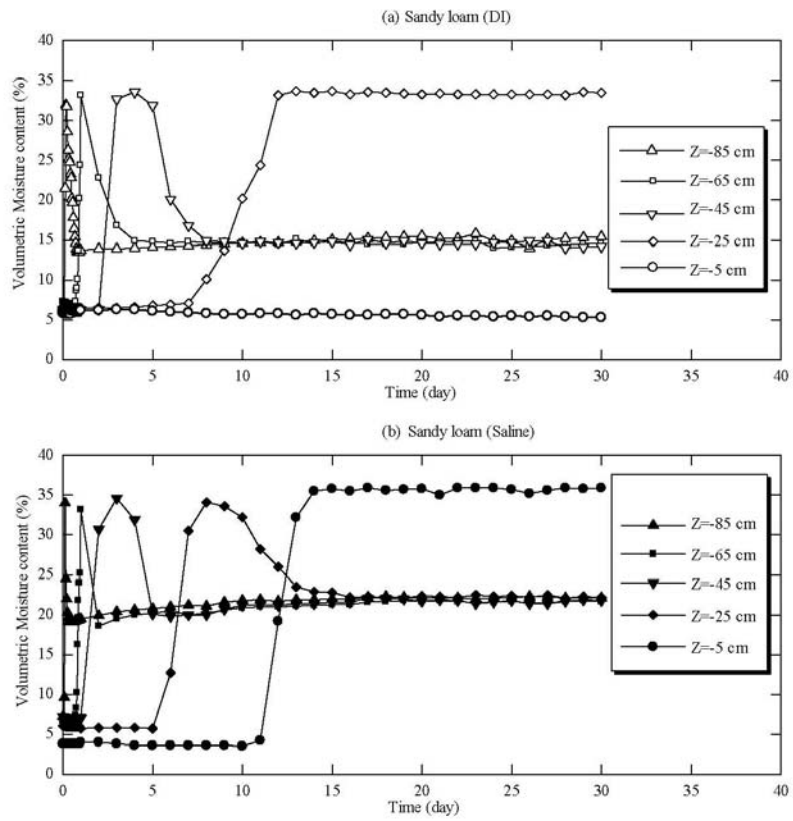 (a) Sandy loam (DI)
Volumetric Moisture content (%)
40
35
30
25
20
15
10
5
0
Z=-85 cm
Z=-65 cm
Z=-45 cm
Z=-25 cm
Z=-5 cm
0 5 10 15 20 25 30 35 40
Time (day)
(b) Sandy loam (Saline)
Volumetric Moisture content (%)
40
35
30
25
20
15
10
5
0
Z=-85 cm
Z=-65 cm
Z=-45 cm
Z=-25 cm
Z=-5 cm
0 5 10 15 20 25 30 35 40
Time (day)